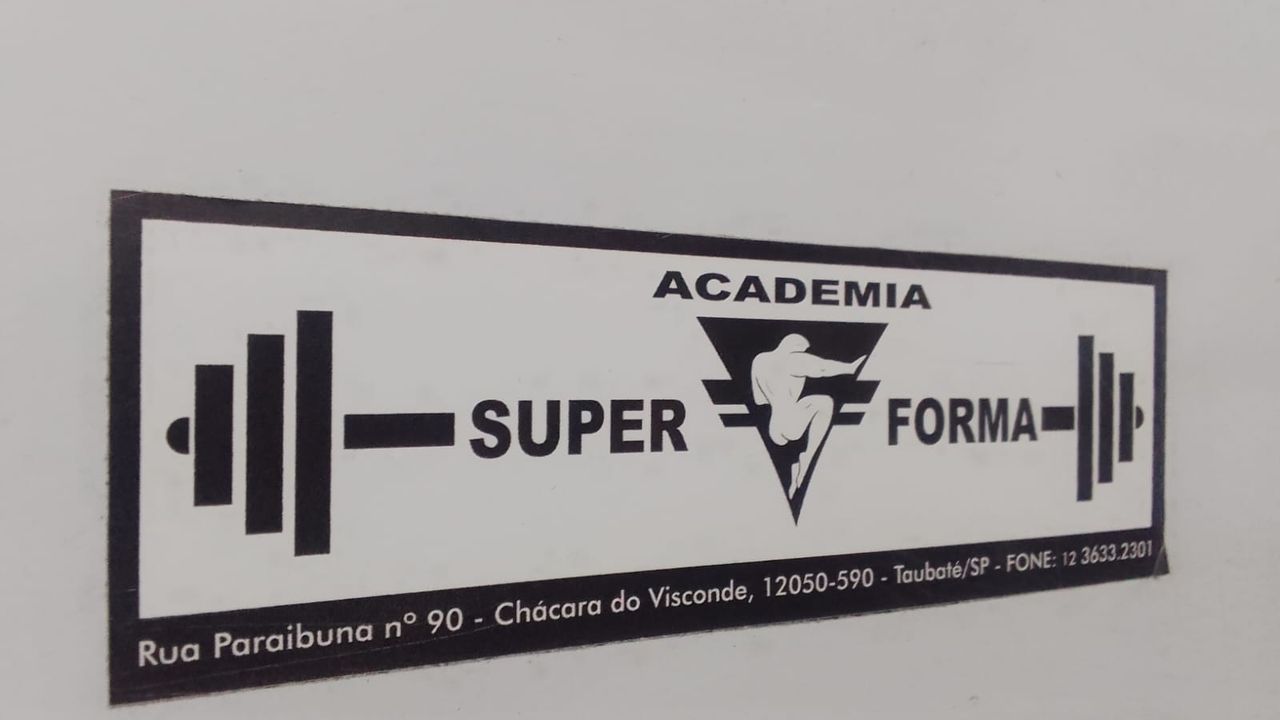 ACADEMIA
SUPER FORMA
Rua Paraibuna nº 90 - Chácara do Visconde, 12050-590 - Taubaté/SP - FONE: 12 3633.2301